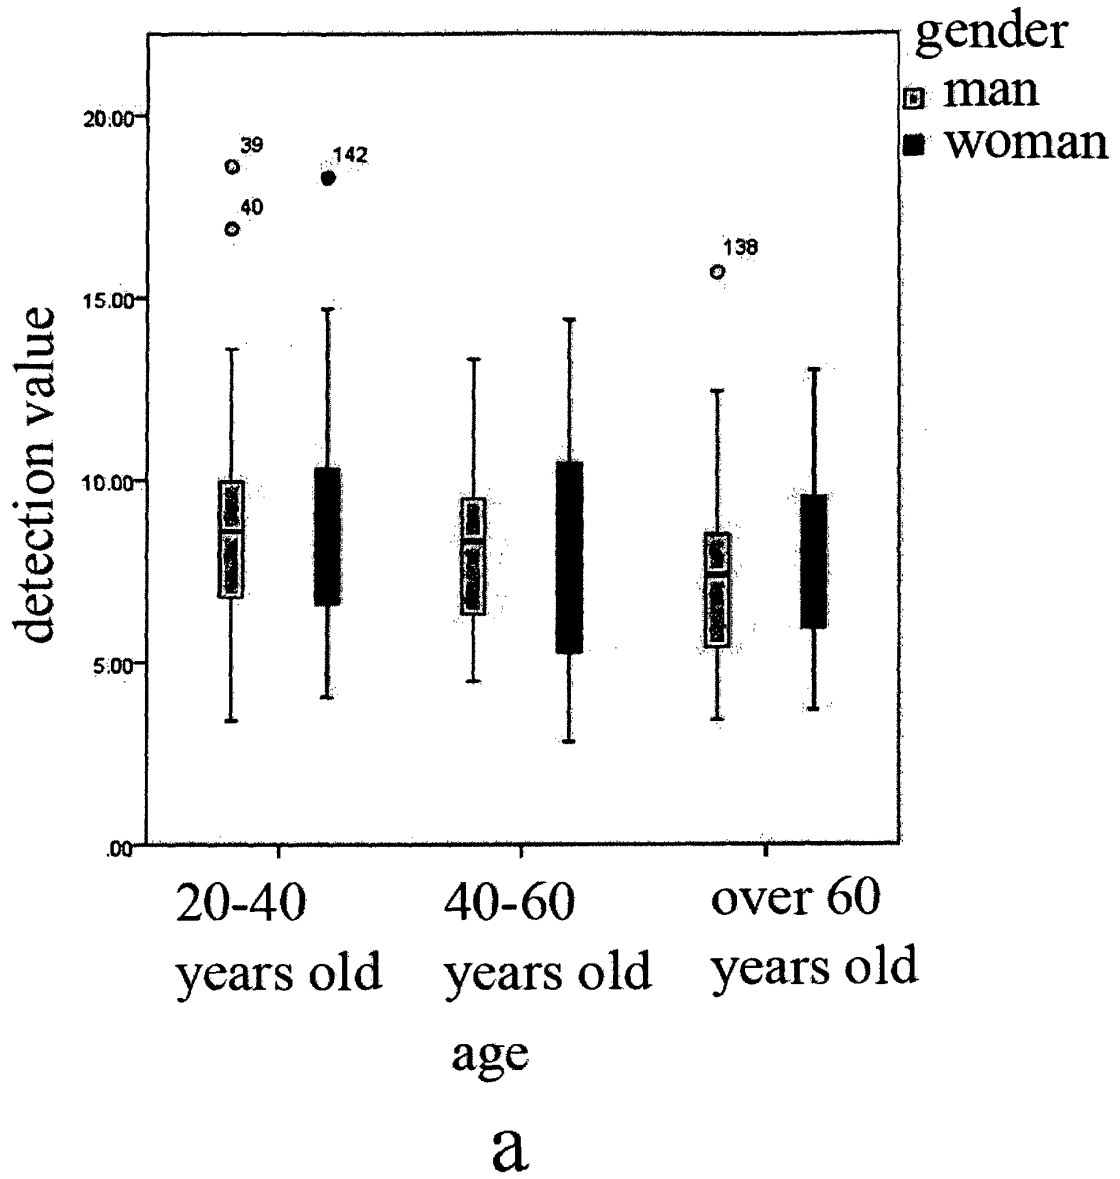 gender
man
woman
20.00
39
142
40
138
15.00
10.00
5.00
.00
detection value
20-40 years old
40-60 years old
over 60 years old
age
a